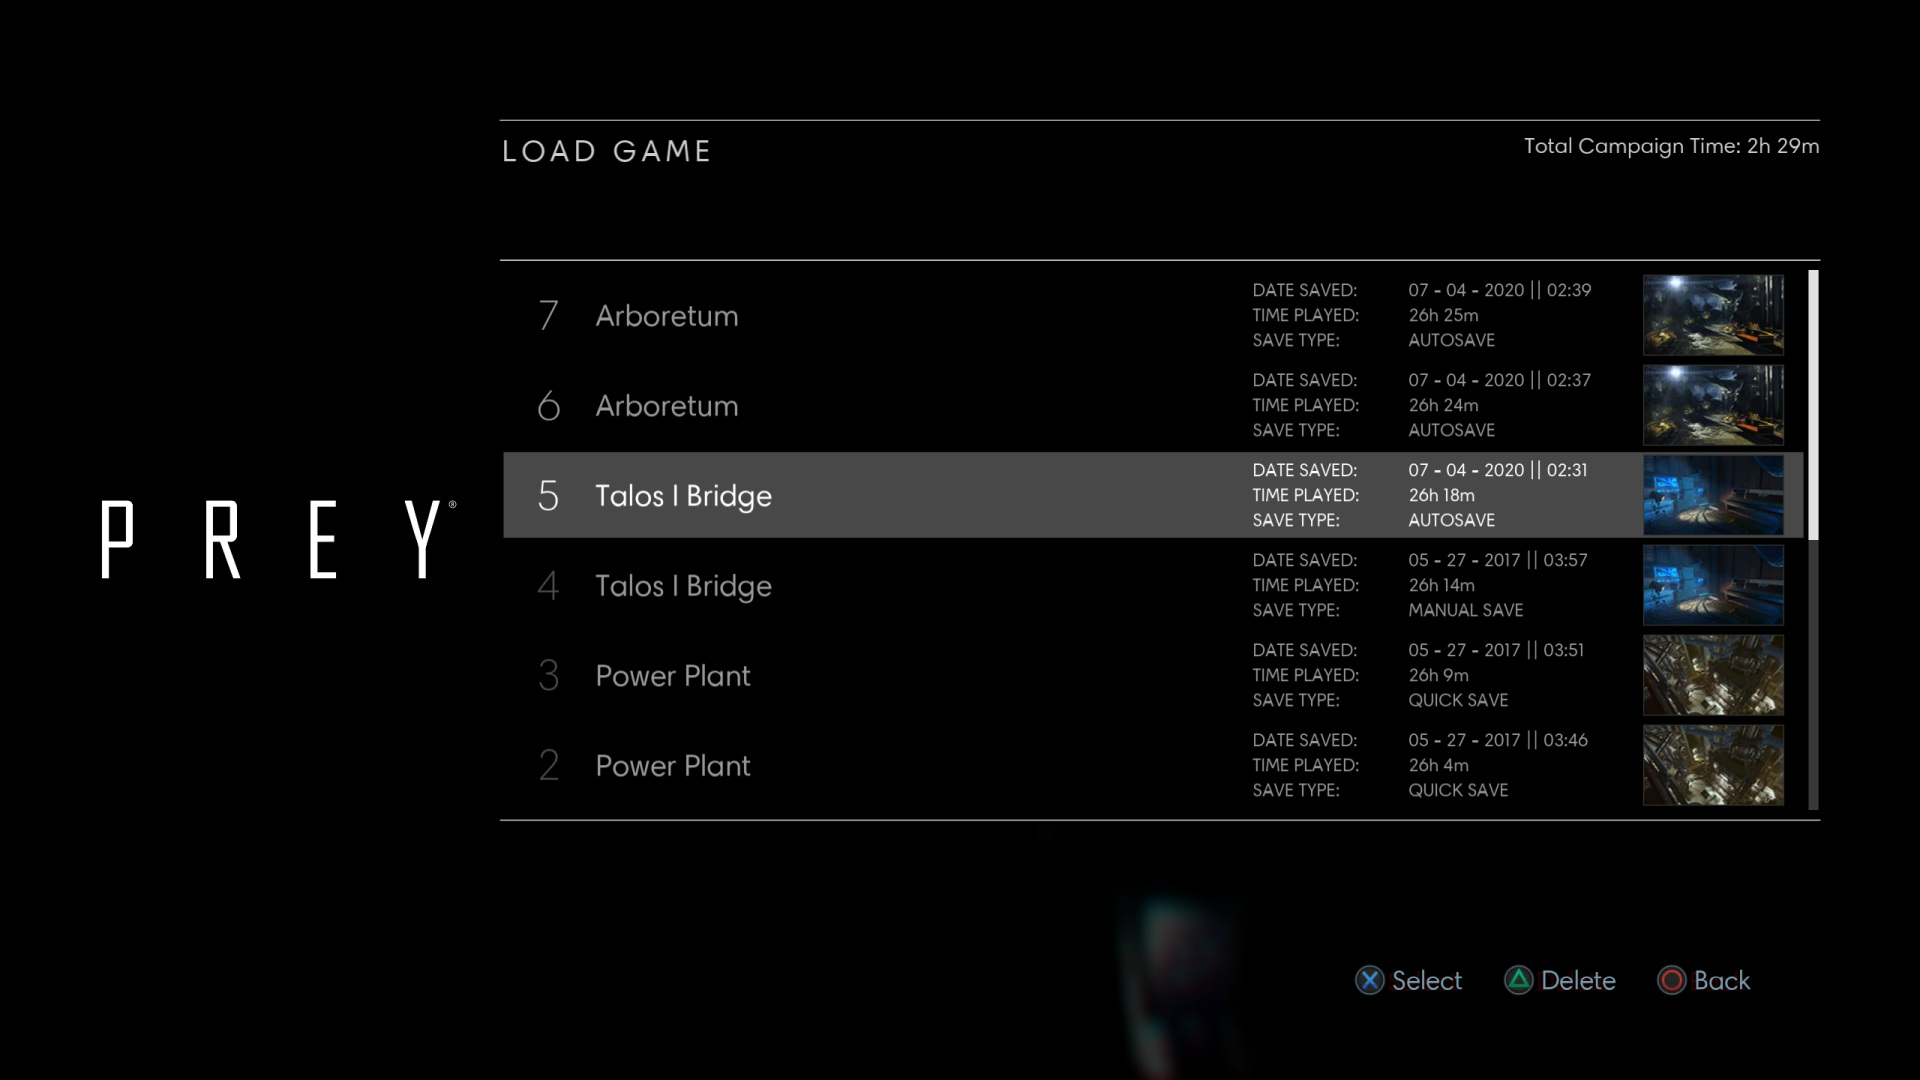 LOAD GAME
Total Campaign Time: 2h 29m
7 Arboretum
DATE SAVED: 07 - 04 - 2020 || 02:39
TIME PLAYED: 26h 25m
SAVE TYPE: AUTOSAVE
6 Arboretum
DATE SAVED: 07 - 04 - 2020 || 02:37
TIME PLAYED: 26h 24m
SAVE TYPE: AUTOSAVE
5 Talos I Bridge
DATE SAVED: 07 - 04 - 2020 || 02:31
TIME PLAYED: 26h 18m
SAVE TYPE: AUTOSAVE
PREY®
4 Talos I Bridge
DATE SAVED: 05 - 27 - 2017 || 03:57
TIME PLAYED: 26h 14m
SAVE TYPE: MANUAL SAVE
3 Power Plant
DATE SAVED: 05 - 27 - 2017 || 03:51
TIME PLAYED: 26h 9m
SAVE TYPE: QUICK SAVE
2 Power Plant
DATE SAVED: 05 - 27 - 2017 || 03:46
TIME PLAYED: 26h 4m
SAVE TYPE: QUICK SAVE
Select Delete Back